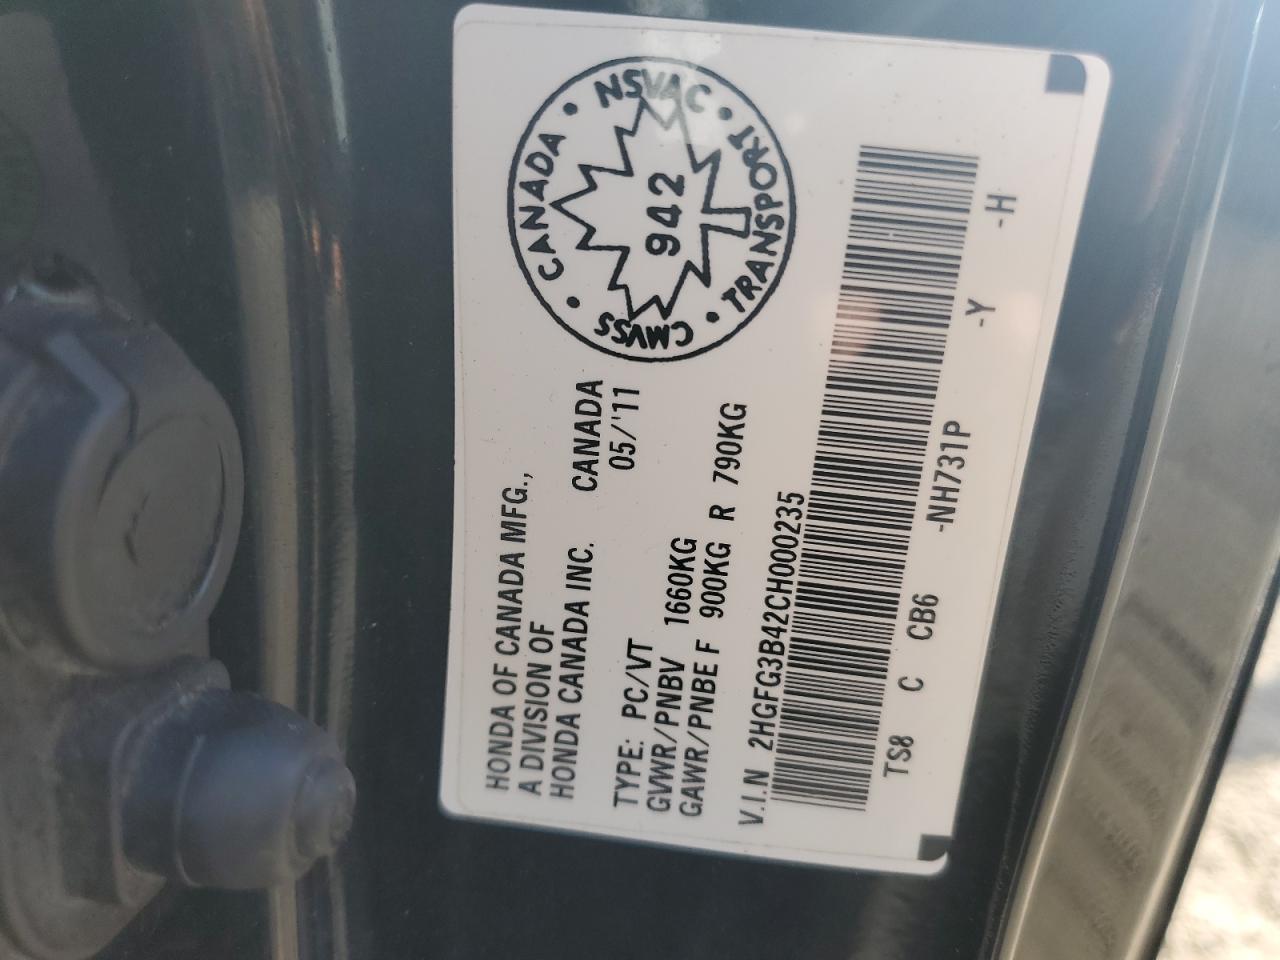 HONDA OF CANADA MFG.,
A DIVISION OF
HONDA CANADA INC. CANADA
05/'11
TYPE: PC/VT
GVWR/PNBV 1660KG
GAWR/PNBE F 900KG R 790KG
V.I.N 2HGFG3B42CH000235
TS8 C CB6 -NH731P -Y -H
CANADA • NSVAC • TRANSPORT • CMVSS •
942